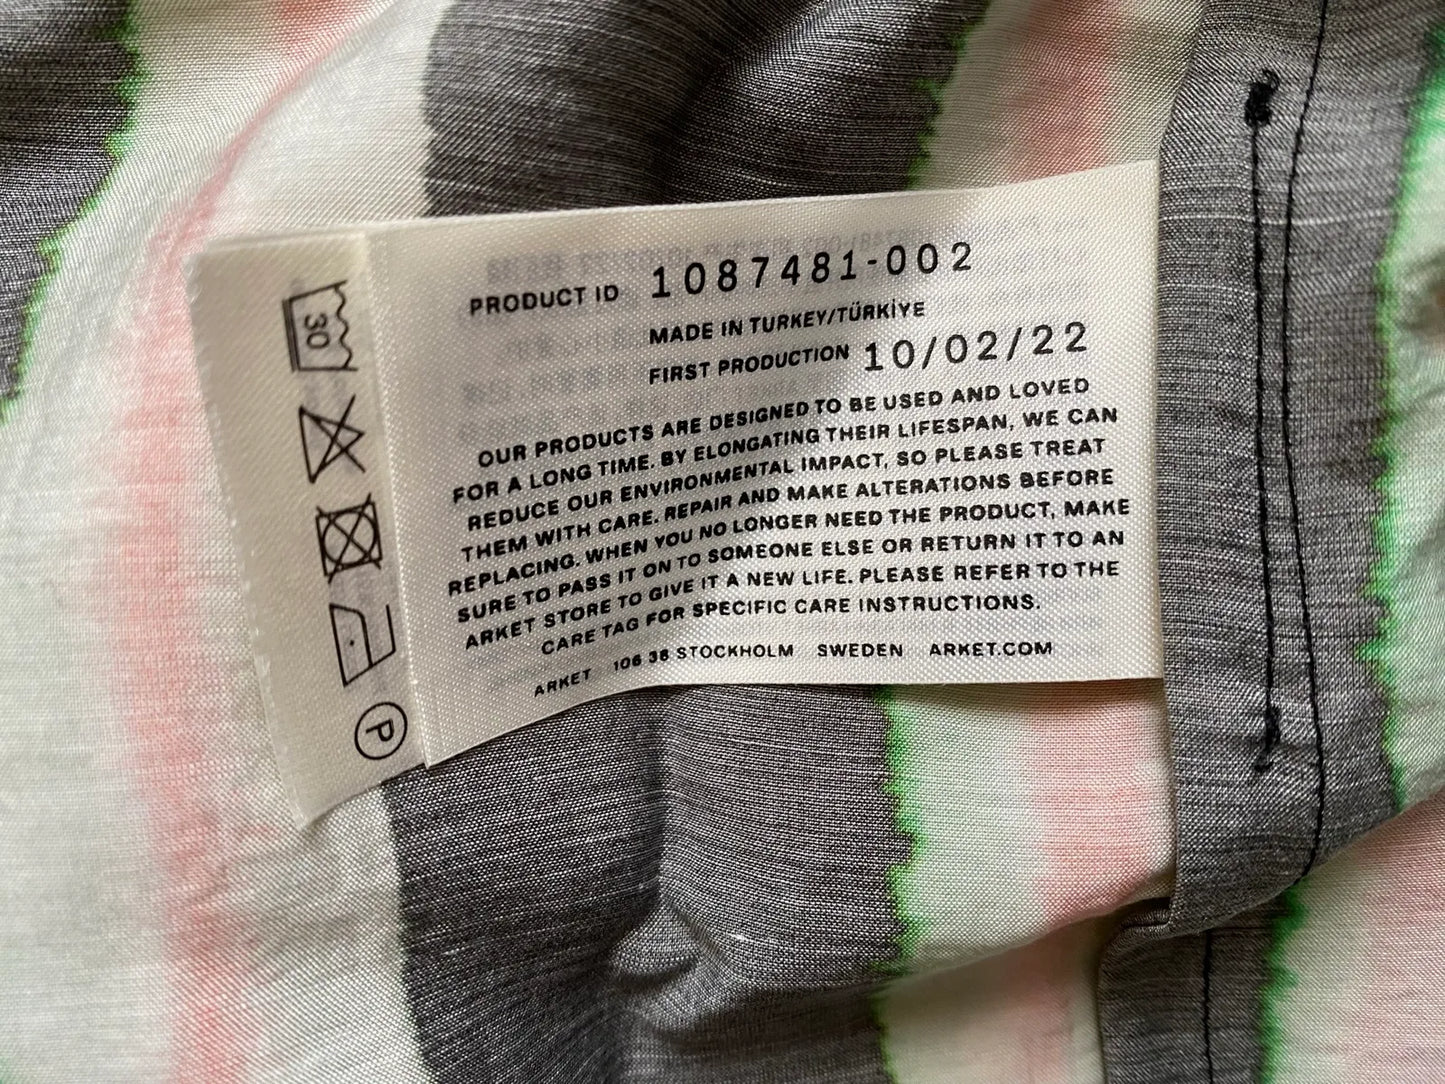 PRODUCT ID 1087481-002
MADE IN TURKEY/TÜRKİYE
FIRST PRODUCTION 10/02/22
OUR PRODUCTS ARE DESIGNED TO BE USED AND LOVED
FOR A LONG TIME. BY ELONGATING THEIR LIFESPAN, WE CAN
REDUCE OUR ENVIRONMENTAL IMPACT, SO PLEASE TREAT
THEM WITH CARE. REPAIR AND MAKE ALTERATIONS BEFORE
REPLACING. WHEN YOU NO LONGER NEED THE PRODUCT, MAKE
SURE TO PASS IT ON TO SOMEONE ELSE OR RETURN IT TO AN
ARKET STORE TO GIVE IT A NEW LIFE. PLEASE REFER TO THE
CARE TAG FOR SPECIFIC CARE INSTRUCTIONS.
ARKET 106 38 STOCKHOLM SWEDEN ARKET.COM
30
P